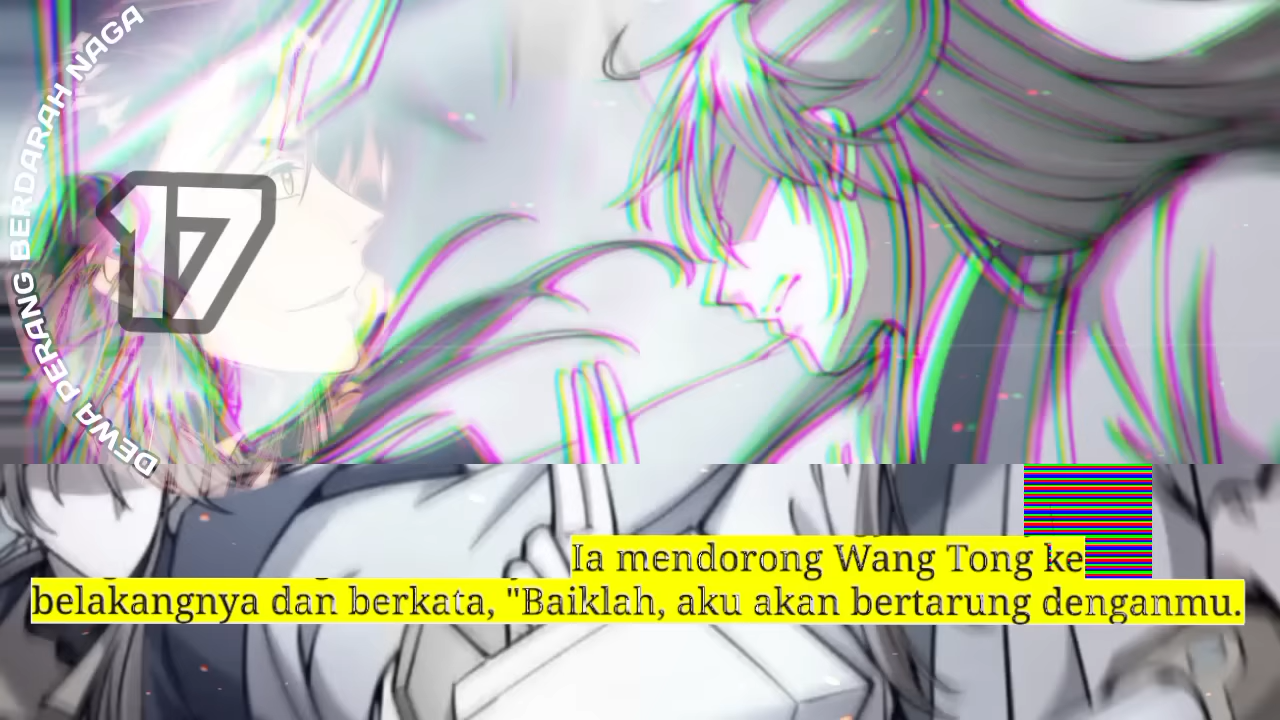 DEWA PERANG BERDARAH NAGA
17
Ia mendorong Wang Tong ke
belakangnya dan berkata, "Baiklah, aku akan bertarung denganmu.